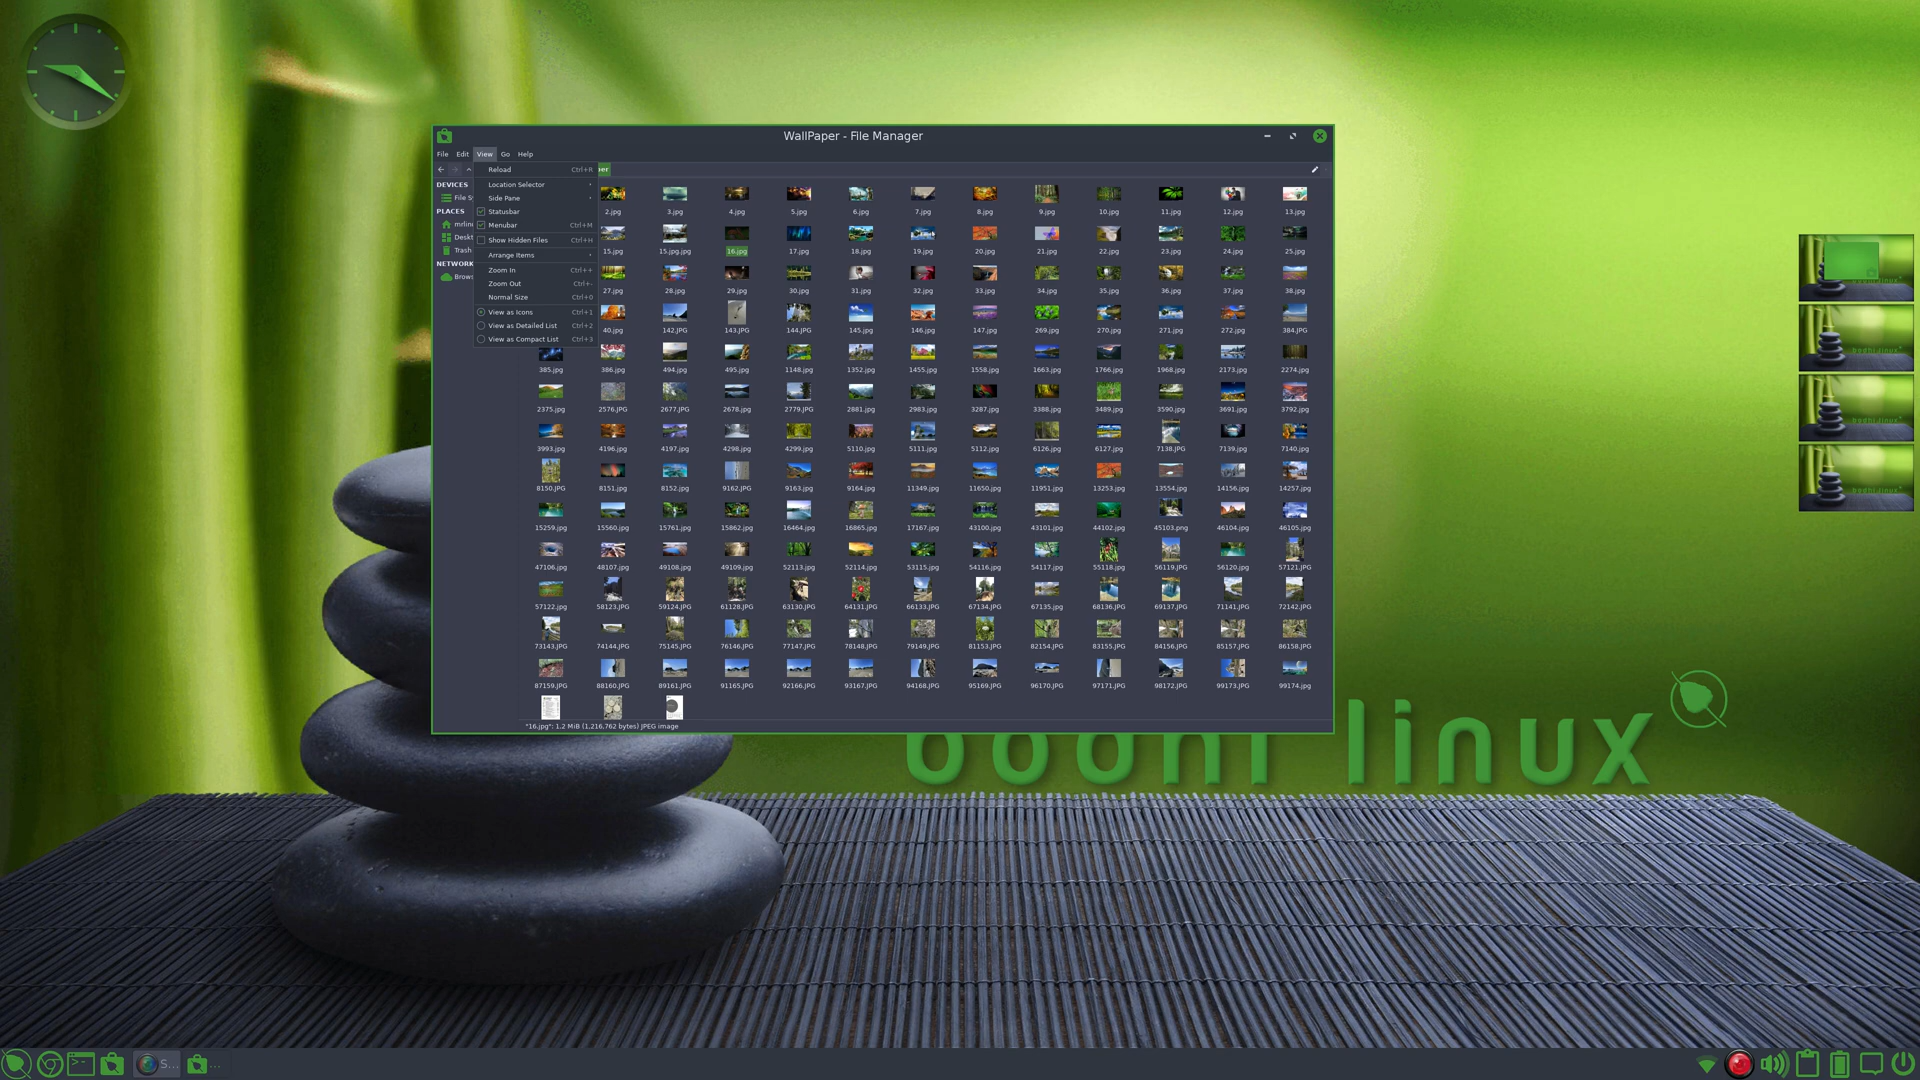 WallPaper - File Manager
File Edit View Go Help
Reload Ctrl+R
Location Selector
Side Pane
Statusbar
Menubar Ctrl+M
Show Hidden Files Ctrl+H
Arrange Items
Zoom In Ctrl++
Zoom Out Ctrl+-
Normal Size Ctrl+0
View as Icons Ctrl+1
View as Detailed List Ctrl+2
View as Compact List Ctrl+3
DEVICES
File Sy
PLACES
mrlin
Deskt
Trash
NETWORK
Brows
2.jpg 3.jpg 4.jpg 5.jpg 6.jpg 7.jpg 8.jpg 9.jpg 10.jpg 11.jpg 12.jpg 13.jpg
15.jpg 15.jpg.jpg 16.jpg 17.jpg 18.jpg 19.jpg 20.jpg 21.jpg 22.jpg 23.jpg 24.jpg 25.jpg
27.jpg 28.jpg 29.jpg 30.jpg 31.jpg 32.jpg 33.jpg 34.jpg 35.jpg 36.jpg 37.jpg 38.jpg
40.jpg 142.JPG 143.JPG 144.JPG 145.jpg 146.jpg 147.jpg 269.jpg 270.jpg 271.jpg 272.jpg 384.JPG
385.jpg 386.jpg 494.jpg 495.jpg 1148.jpg 1352.jpg 1455.jpg 1558.jpg 1663.jpg 1766.jpg 1968.jpg 2173.jpg 2274.jpg
2375.jpg 2576.JPG 2677.JPG 2678.jpg 2779.JPG 2881.jpg 2983.jpg 3287.jpg 3388.jpg 3489.jpg 3590.jpg 3691.jpg 3792.jpg
3993.jpg 4196.jpg 4197.jpg 4298.jpg 4299.jpg 5110.jpg 5111.jpg 5112.jpg 6126.jpg 6127.jpg 7138.JPG 7139.jpg 7140.jpg
8150.JPG 8151.jpg 8152.jpg 9162.JPG 9163.jpg 9164.jpg 11349.jpg 11650.jpg 11951.jpg 13253.jpg 13554.jpg 14156.jpg 14257.jpg
15259.jpg 15560.jpg 15761.jpg 15862.jpg 16464.jpg 16865.jpg 17167.jpg 43100.jpg 43101.jpg 44102.jpg 45103.png 46104.jpg 46105.jpg
47106.jpg 48107.jpg 49108.jpg 49109.jpg 52113.jpg 52114.jpg 53115.jpg 54116.jpg 54117.jpg 55118.jpg 56119.JPG 56120.jpg 57121.JPG
57122.jpg 58123.JPG 59124.JPG 61128.JPG 63130.JPG 64131.JPG 66133.JPG 67134.JPG 67135.jpg 68136.JPG 69137.JPG 71141.JPG 72142.JPG
73143.JPG 74144.JPG 75145.JPG 76146.JPG 77147.JPG 78148.JPG 79149.JPG 81153.JPG 82154.JPG 83155.JPG 84156.JPG 85157.JPG 86158.JPG
87159.JPG 88160.JPG 89161.JPG 91165.JPG 92166.JPG 93167.JPG 94168.JPG 95169.JPG 96170.JPG 97171.JPG 98172.JPG 99173.JPG 99174.jpg
"16.jpg": 1.2 MiB (1,216,762 bytes) JPEG image
bodhi linux
S...
...